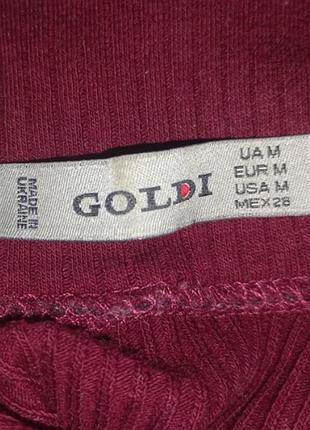 MADE IN
UKRAINE
GOLDI
UA M
EUR M
USA M
MEX 28